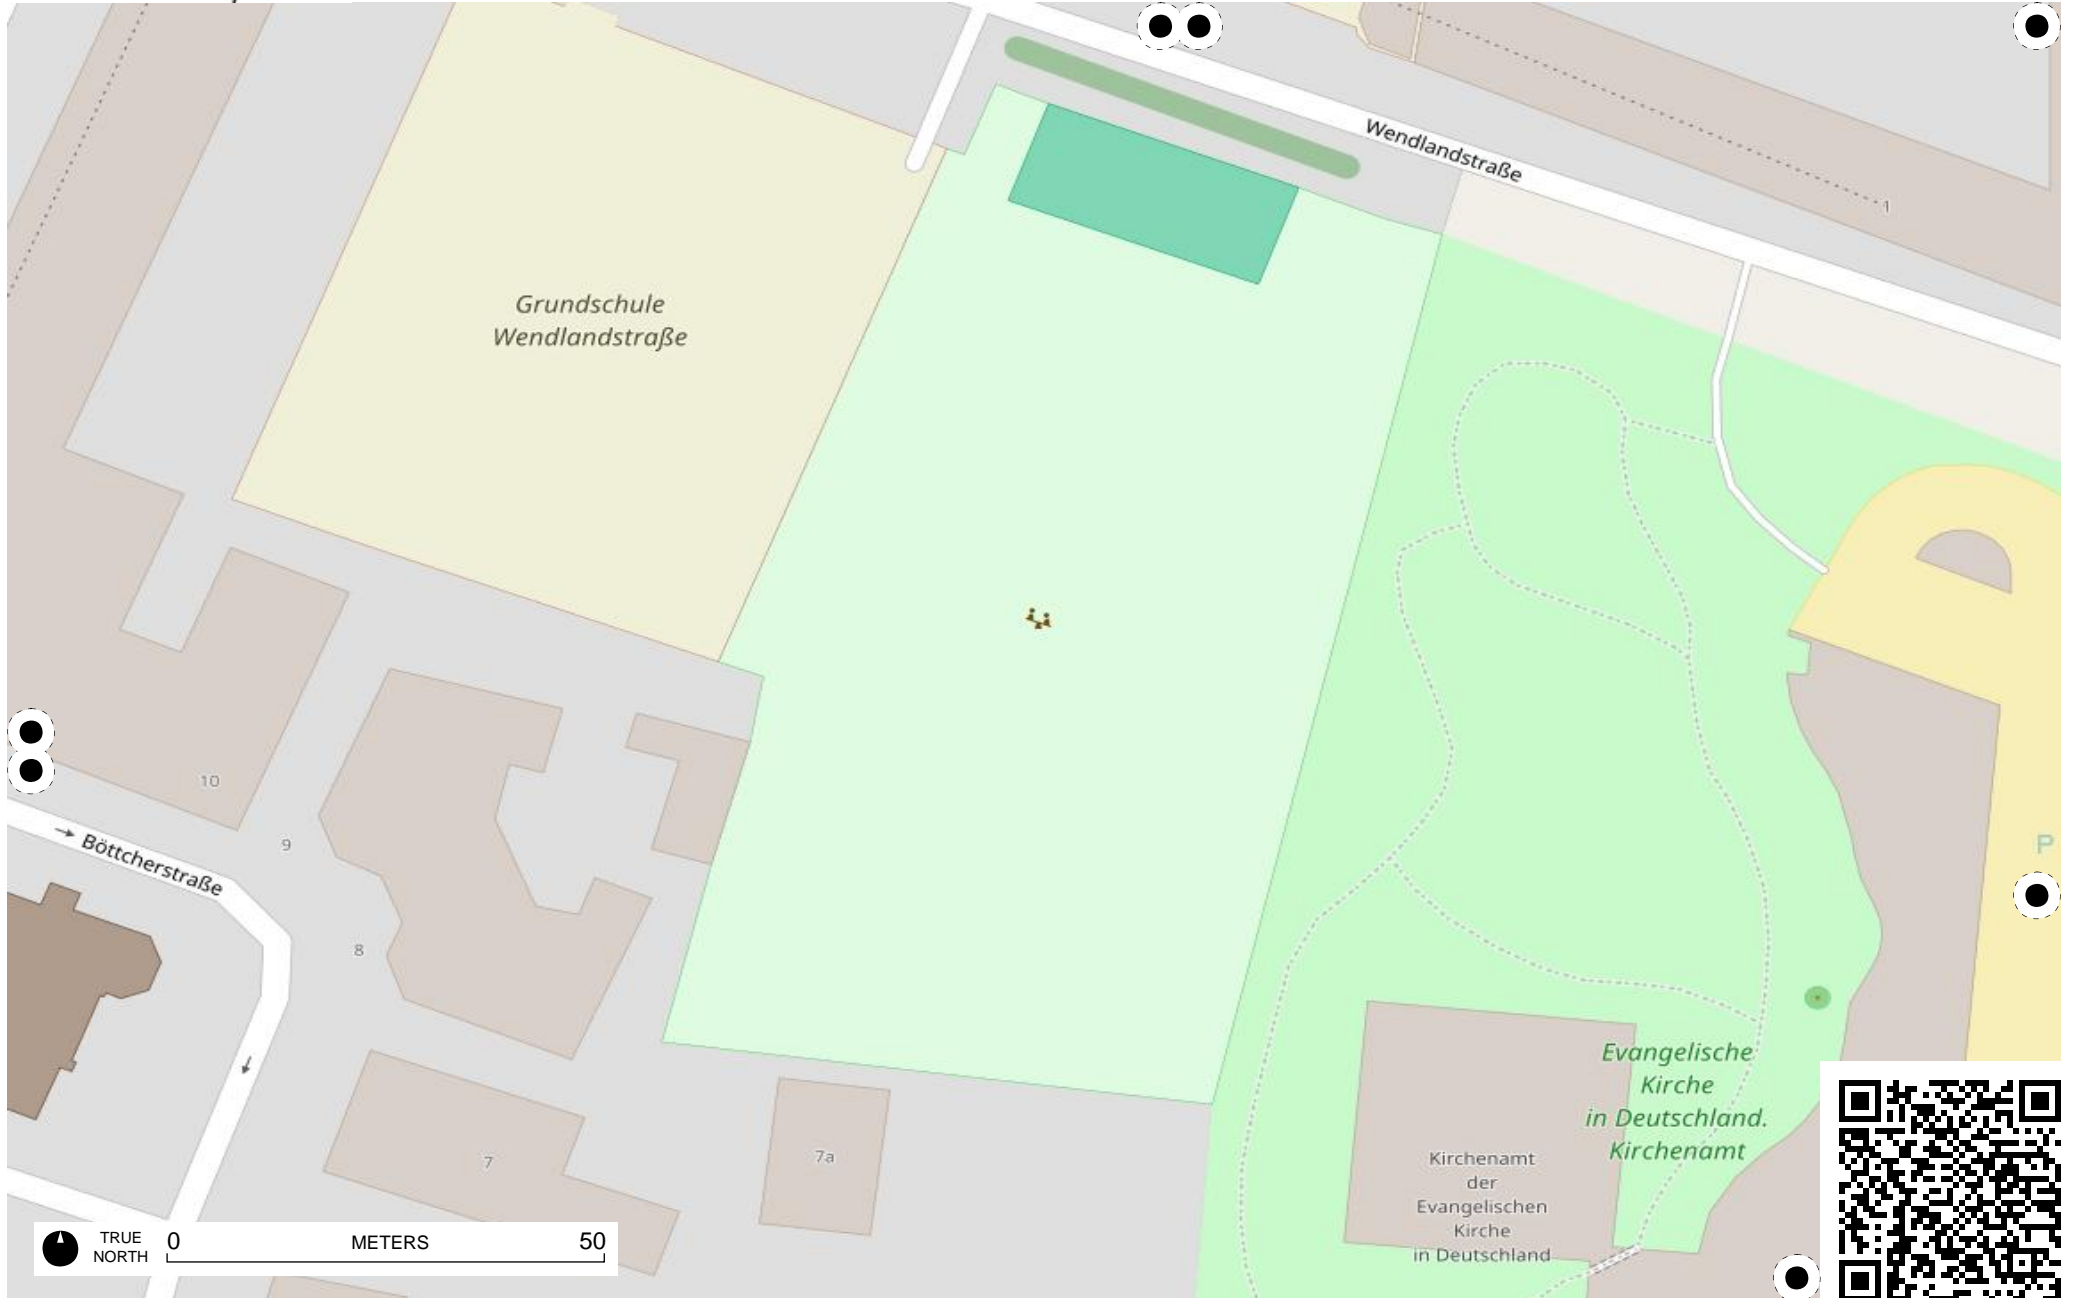 Wendlandstraße
1
Grundschule
Wendlandstraße
10
Böttcherstraße
9
P
8
Evangelische
Kirche
in Deutschland.
Kirchenamt
7
7a
Kirchenamt
der
Evangelischen
Kirche
in Deutschland
TRUE
NORTH
0 METERS 50